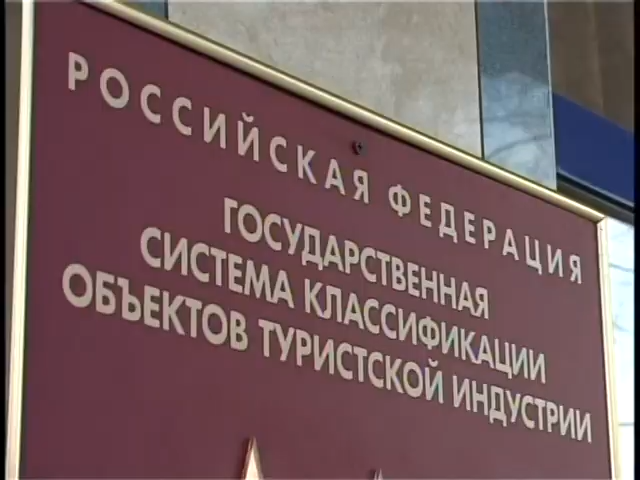 РОССИЙСКАЯ ФЕДЕРАЦИЯ
ГОСУДАРСТВЕННАЯ
СИСТЕМА КЛАССИФИКАЦИИ
ОБЪЕКТОВ ТУРИСТСКОЙ ИНДУСТРИИ